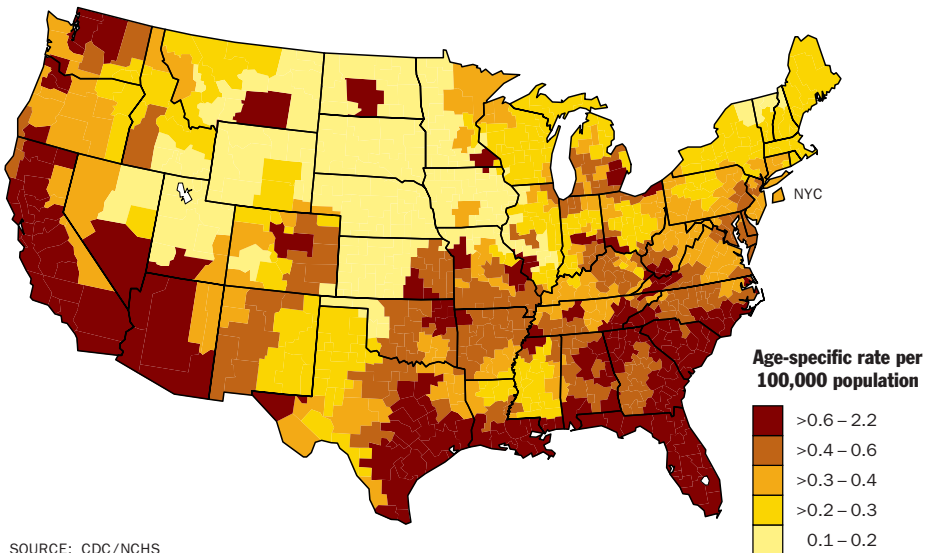 NYC
Age-specific rate per
100,000 population
>0.6 – 2.2
>0.4 – 0.6
>0.3 – 0.4
>0.2 – 0.3
0.1 – 0.2
SOURCE: CDC/NCHS